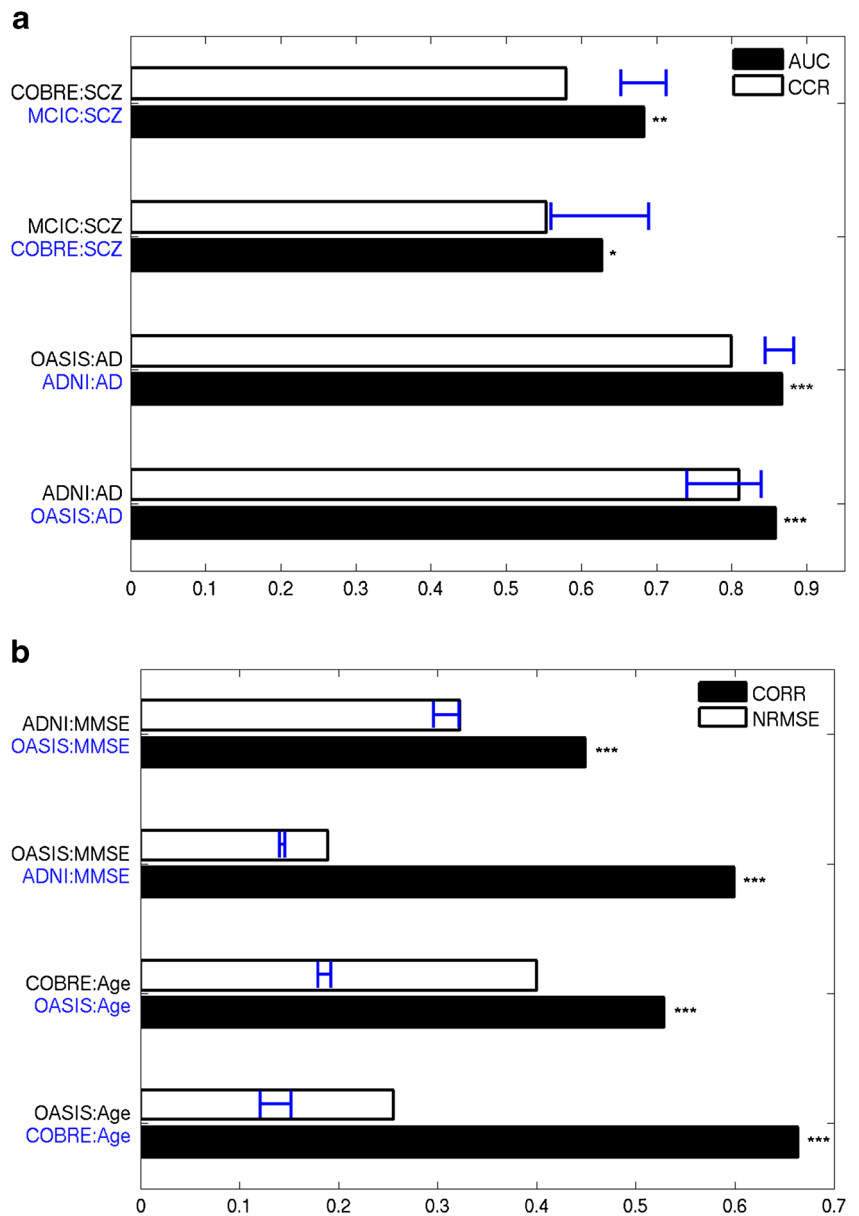 a
AUC
CCR
COBRE:SCZ
MCIC:SCZ
**
MCIC:SCZ
COBRE:SCZ
*
OASIS:AD
ADNI:AD
***
ADNI:AD
OASIS:AD
***
0 0.1 0.2 0.3 0.4 0.5 0.6 0.7 0.8 0.9
b
CORR
NRMSE
ADNI:MMSE
OASIS:MMSE
***
OASIS:MMSE
ADNI:MMSE
***
COBRE:Age
OASIS:Age
***
OASIS:Age
COBRE:Age
***
0 0.1 0.2 0.3 0.4 0.5 0.6 0.7